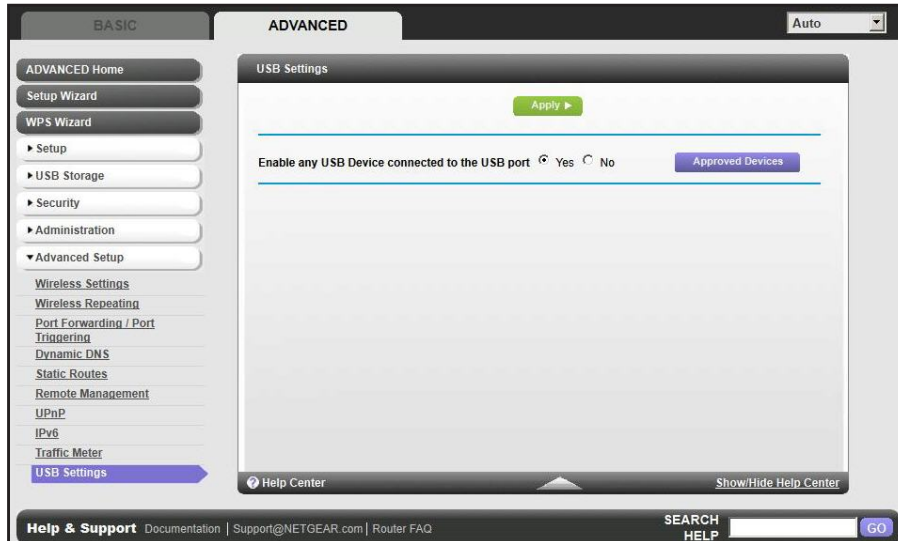 BASIC
ADVANCED
Auto
ADVANCED Home
Setup Wizard
WPS Wizard
Setup
USB Storage
Security
Administration
Advanced Setup
Wireless Settings
Wireless Repeating
Port Forwarding / Port
Triggering
Dynamic DNS
Static Routes
Remote Management
UPnP
IPv6
Traffic Meter
USB Settings
USB Settings
Apply
Enable any USB Device connected to the USB port Yes No
Approved Devices
Help Center
Show/Hide Help Center
Help & Support Documentation | Support@NETGEAR.com | Router FAQ
SEARCH
HELP
GO